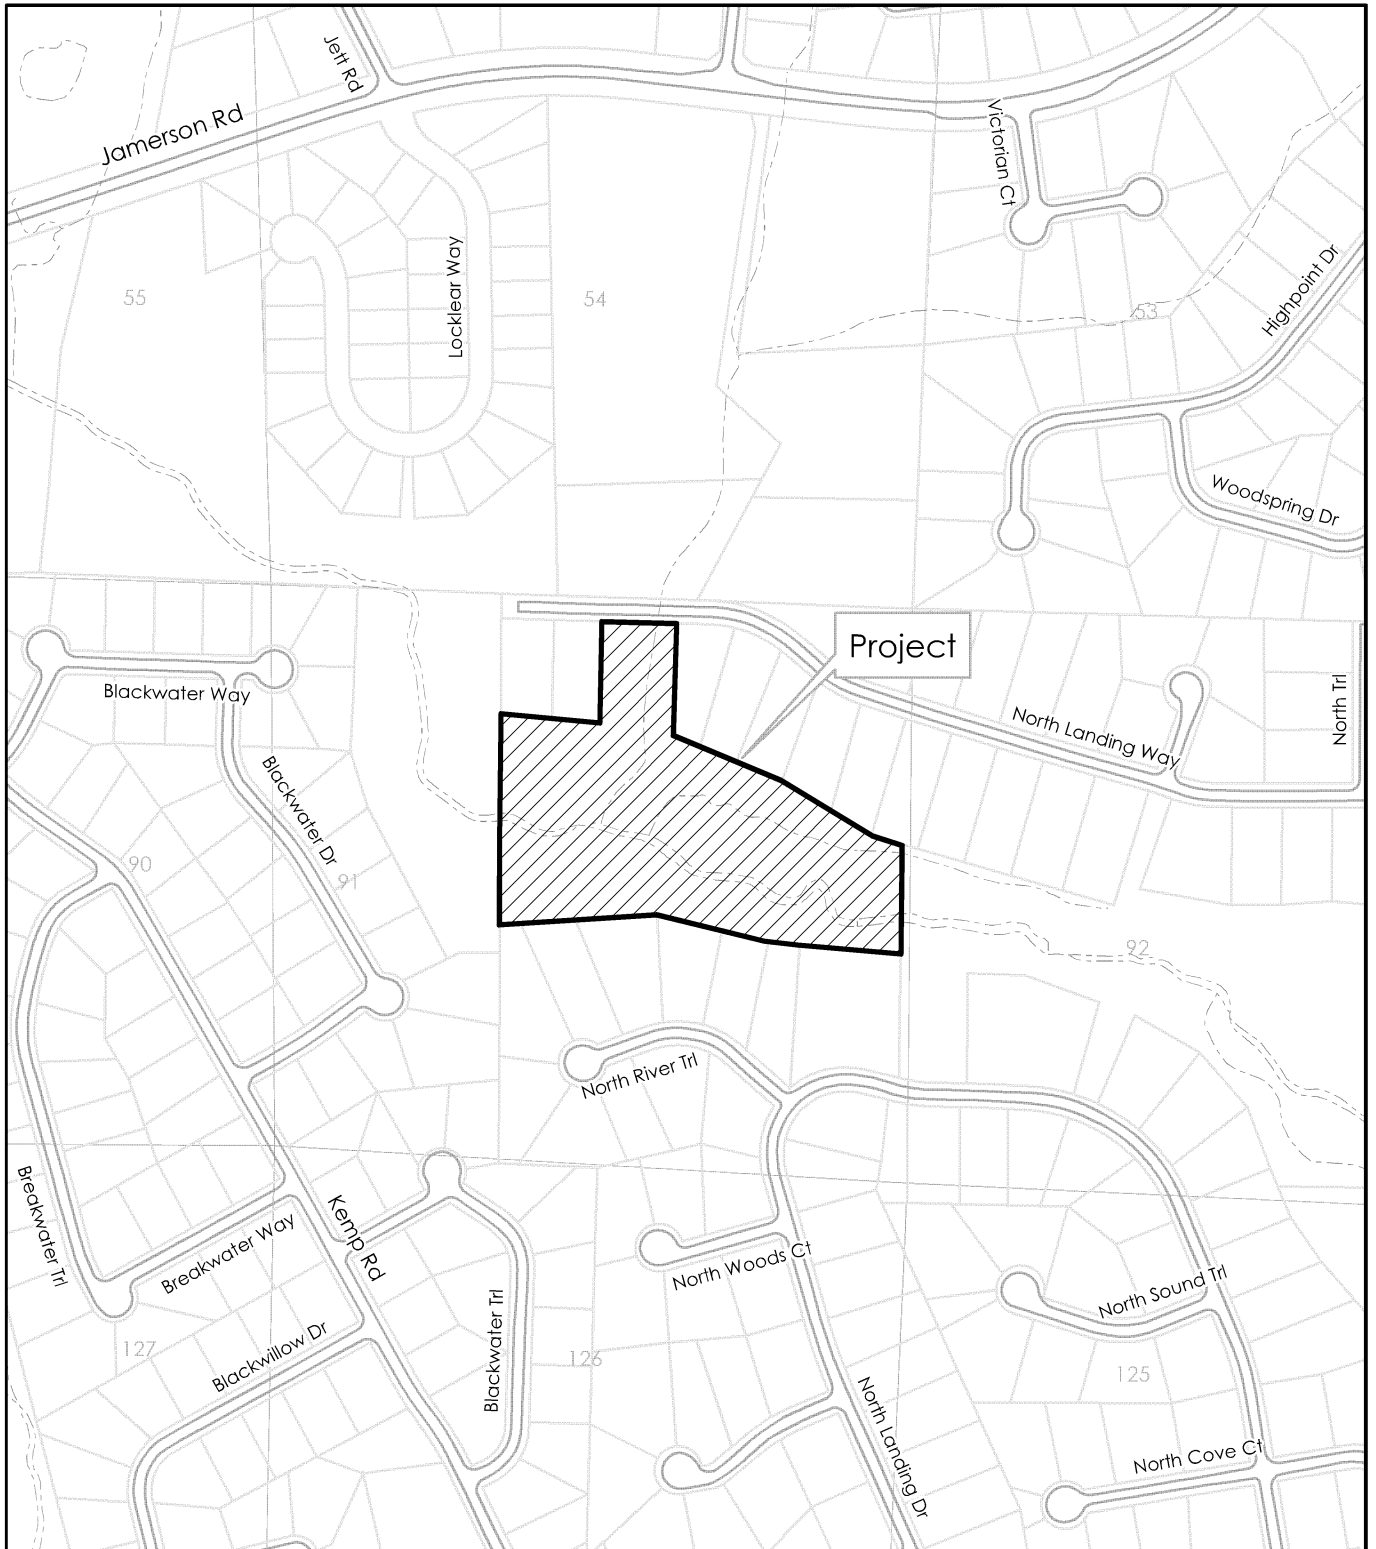 Jett Rd
Jamerson Rd
Victorian Ct
Locklear Way
Highpoint Dr
55
54
53
Woodspring Dr
Project
Blackwater Way
North Landing Way
North Trl
Blackwater Dr
90
91
92
North River Trl
Breakwater Trl
Breakwater Way
Kemp Rd
North Woods Ct
North Sound Trl
Blackwater Trl
Blackwillow Dr
127
126
125
North Landing Dr
North Cove Ct